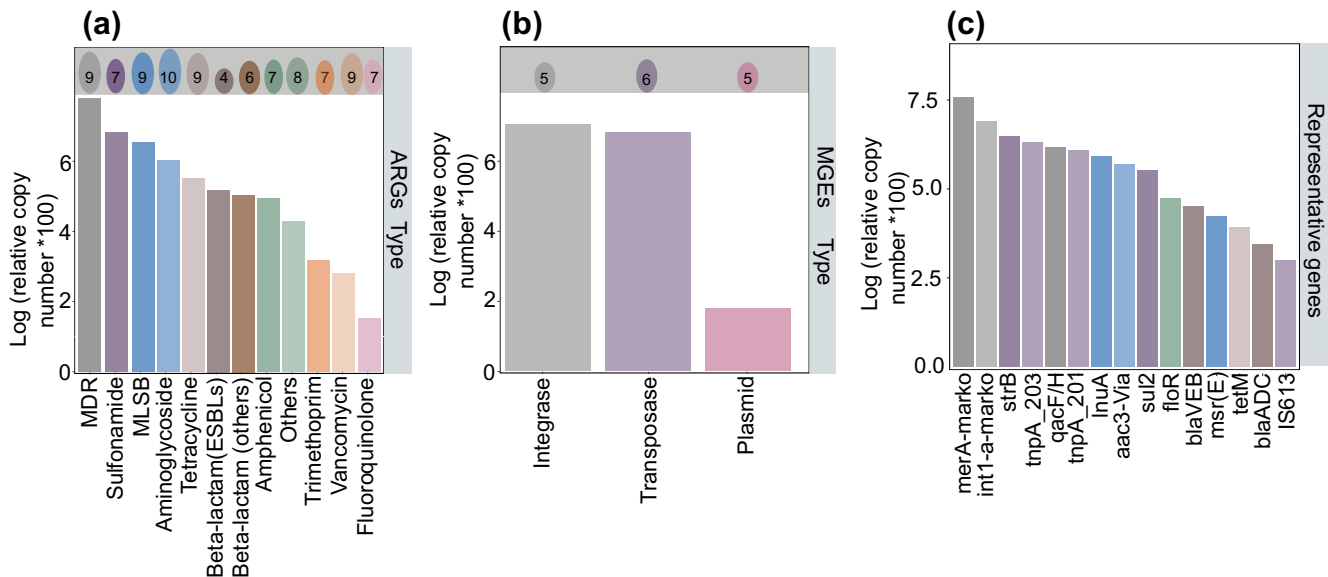 (a)
9 7 9 10 9 4 6 7 8 7 9 7
Log (relative copy
number *100)
6
4
2
0
MDR
Sulfonamide
MLSB
Aminoglycoside
Tetracycline
Beta-lactam(ESBLs)
Beta-lactam (others)
Amphenicol
Others
Trimethoprim
Vancomycin
Fluoroquinolone
ARGs Type
(b)
5 6 5
Log (relative copy
number *100)
6
4
2
0
Integrase
Transposase
Plasmid
MGEs Type
(c)
Log (relative copy
number *100)
7.5
5.0
2.5
0.0
merA-marko
int1-a-marko
strB
tnpA_203
qacF/H
tnpA_201
lnuA
aac3-Via
sul2
floR
blaVEB
msr(E)
tetM
blaADC
IS613
Representative genes